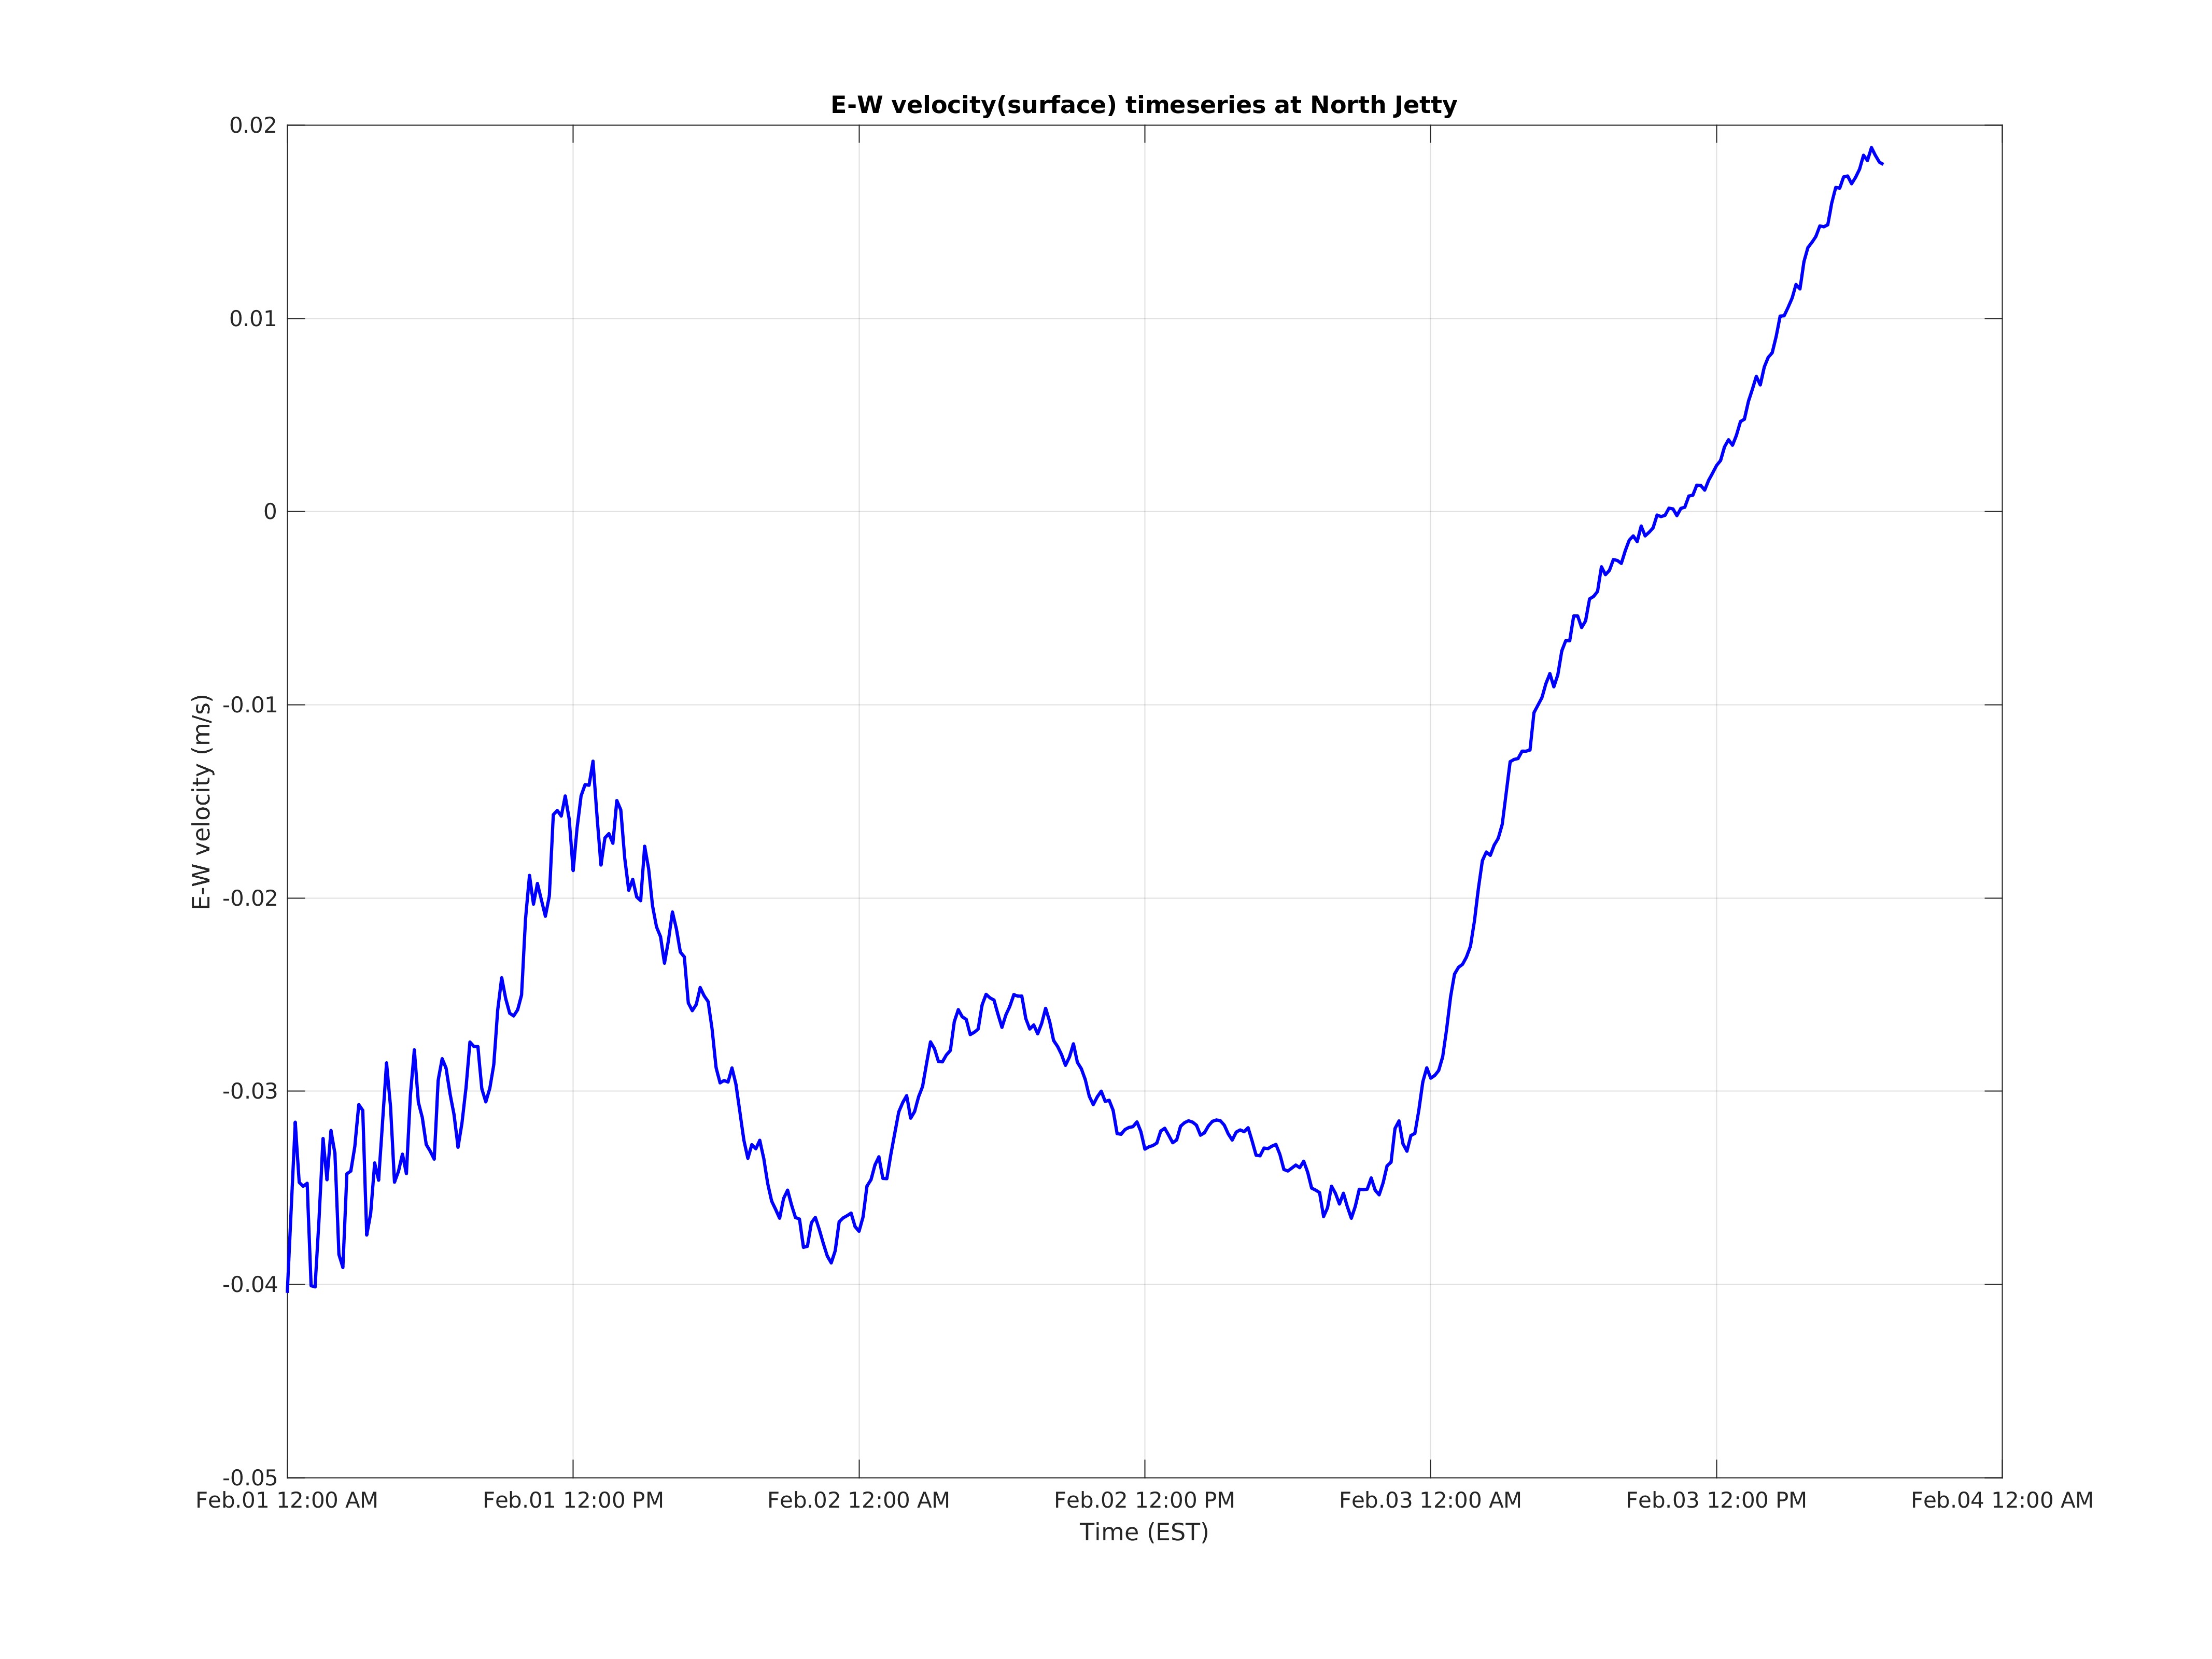 E-W velocity(surface) timeseries at North Jetty
0.02
0.01
0
-0.01
-0.02
-0.03
-0.04
-0.05
E-W velocity (m/s)
Feb.01 12:00 AM Feb.01 12:00 PM Feb.02 12:00 AM Feb.02 12:00 PM Feb.03 12:00 AM Feb.03 12:00 PM Feb.04 12:00 AM
Time (EST)